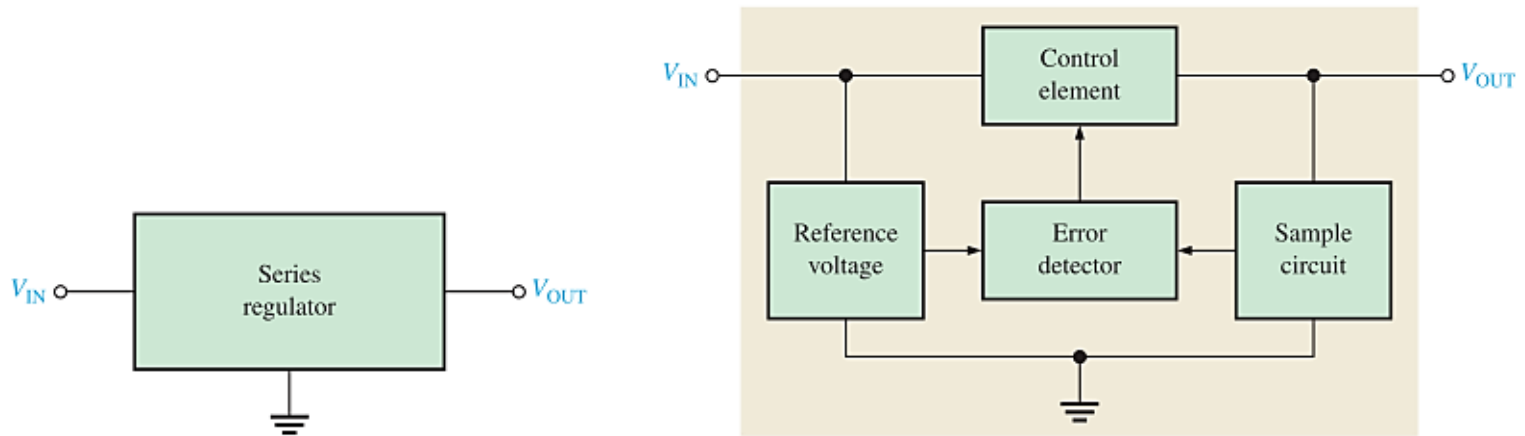 V_IN
Series
regulator
V_OUT
V_IN
Control
element
V_OUT
Reference
voltage
Error
detector
Sample
circuit